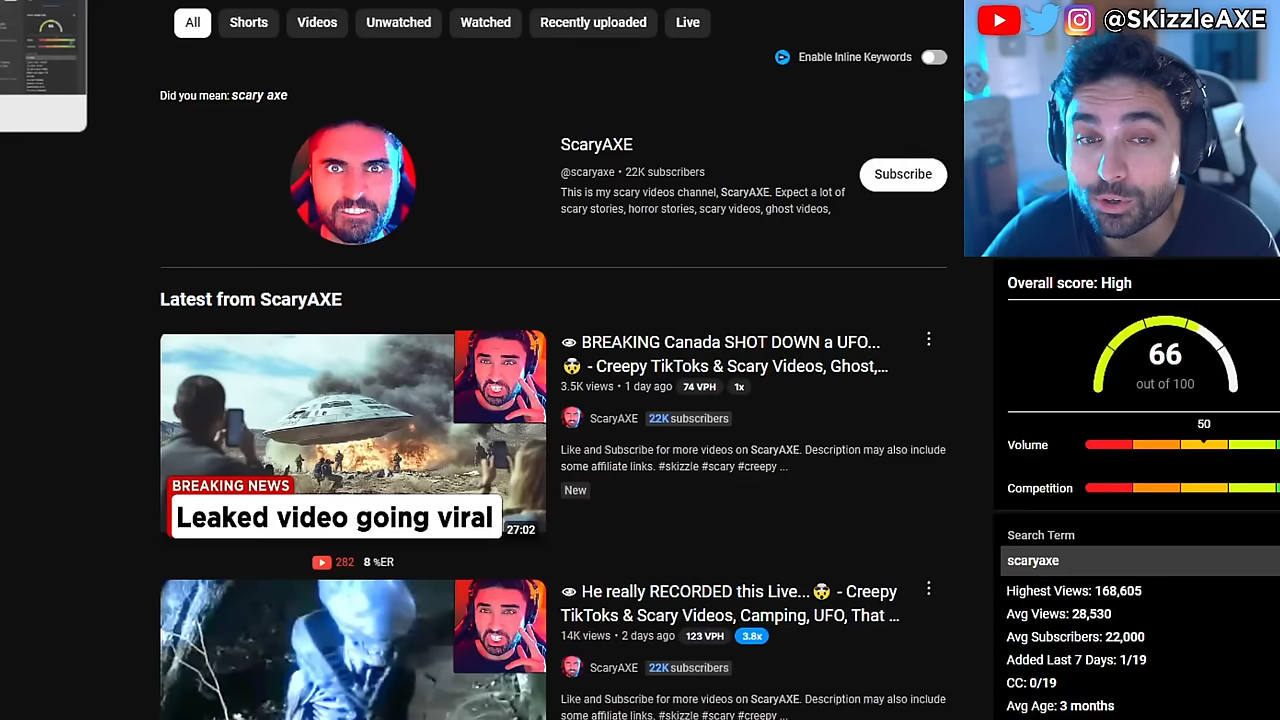 All
Shorts
Videos
Unwatched
Watched
Recently uploaded
Live
@SKizzleAXE
Enable Inline Keywords
Did you mean: scary axe
ScaryAXE
@scaryaxe • 22K subscribers
This is my scary videos channel, ScaryAXE. Expect a lot of
scary stories, horror stories, scary videos, ghost videos,
Subscribe
Latest from ScaryAXE
BREAKING NEWS
Leaked video going viral
27:02
282 8 %ER
👁 BREAKING Canada SHOT DOWN a UFO...
🤯 - Creepy TikToks & Scary Videos, Ghost,...
3.5K views • 1 day ago 74 VPH 1x
ScaryAXE 22K subscribers
Like and Subscribe for more videos on ScaryAXE. Description may also include
some affiliate links. #skizzle #scary #creepy ...
New
👁 He really RECORDED this Live...🤯 - Creepy
TikToks & Scary Videos, Camping, UFO, That ...
14K views • 2 days ago 123 VPH 3.8x
ScaryAXE 22K subscribers
Like and Subscribe for more videos on ScaryAXE. Description may also include
some affiliate links. #skizzle #scary #creepy ...
Overall score: High
66
out of 100
50
Volume
Competition
Search Term
scaryaxe
Highest Views: 168,605
Avg Views: 28,530
Avg Subscribers: 22,000
Added Last 7 Days: 1/19
CC: 0/19
Avg Age: 3 months